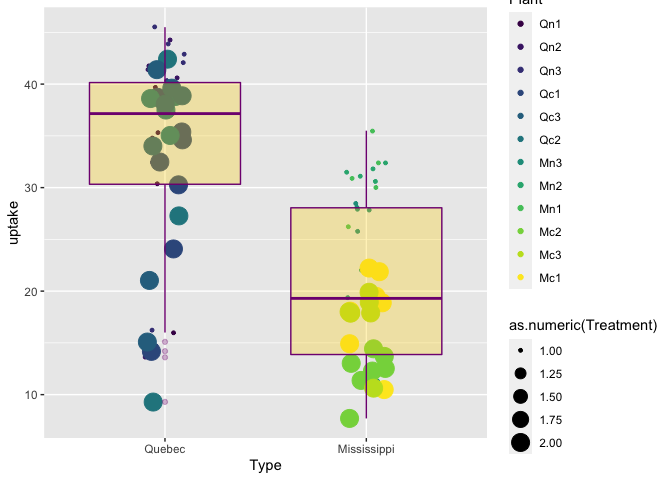 Plant
40
30
20
10
uptake
Quebec
Mississippi
Type
Qn1
Qn2
Qn3
Qc1
Qc3
Qc2
Mn3
Mn2
Mn1
Mc2
Mc3
Mc1
as.numeric(Treatment)
1.00
1.25
1.50
1.75
2.00